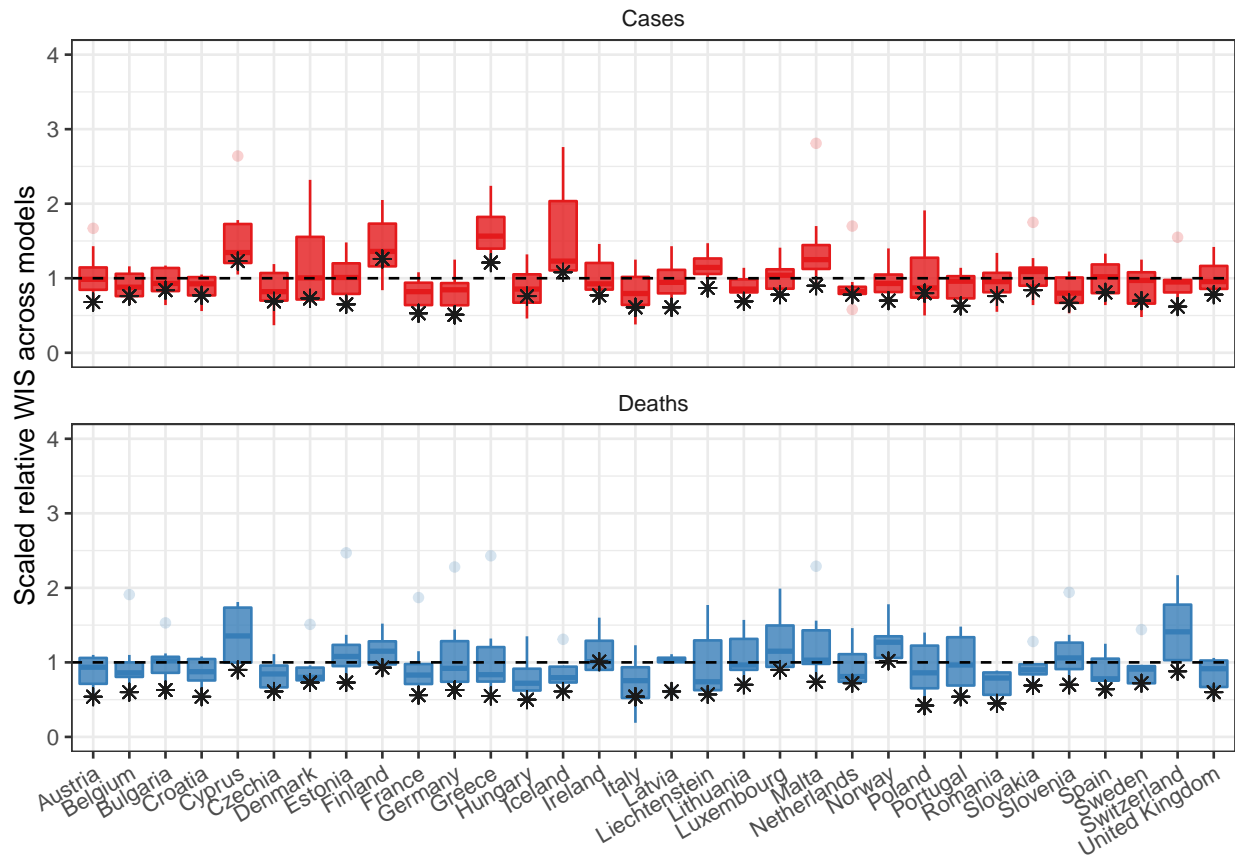 Cases
4
3
2
1
0
Scaled relative WIS across models
Deaths
4
3
2
1
0
Austria
Belgium
Bulgaria
Croatia
Cyprus
Czechia
Denmark
Estonia
Finland
France
Germany
Greece
Hungary
Iceland
Ireland
Italy
Latvia
Liechtenstein
Lithuania
Luxembourg
Malta
Netherlands
Norway
Poland
Portugal
Romania
Slovakia
Slovenia
Spain
Sweden
Switzerland
United Kingdom